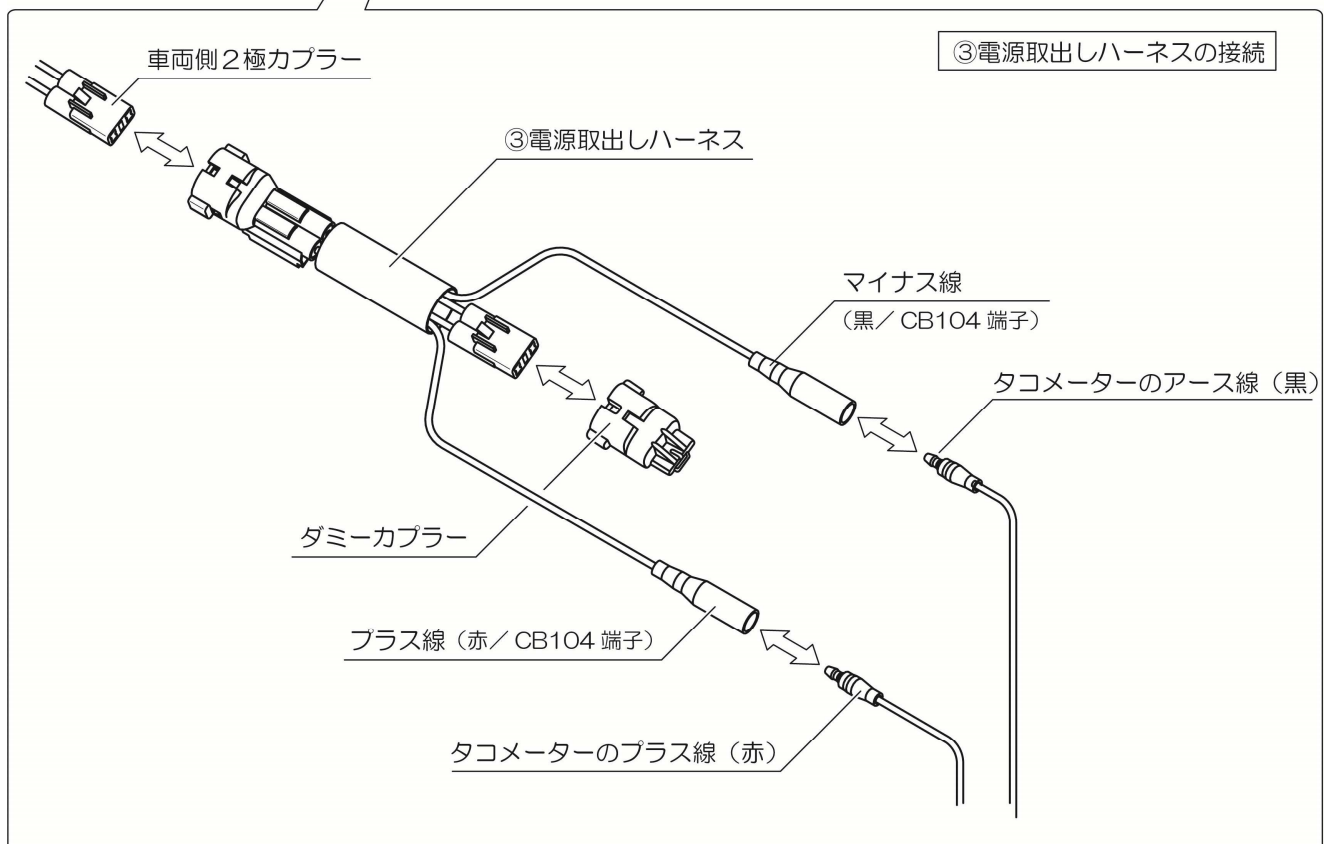 ③電源取出しハーネスの接続
車両側２極カプラー
③電源取出しハーネス
マイナス線
（黒／CB104 端子）
タコメーターのアース線（黒）
ダミーカプラー
プラス線（赤／CB104 端子）
タコメーターのプラス線（赤）